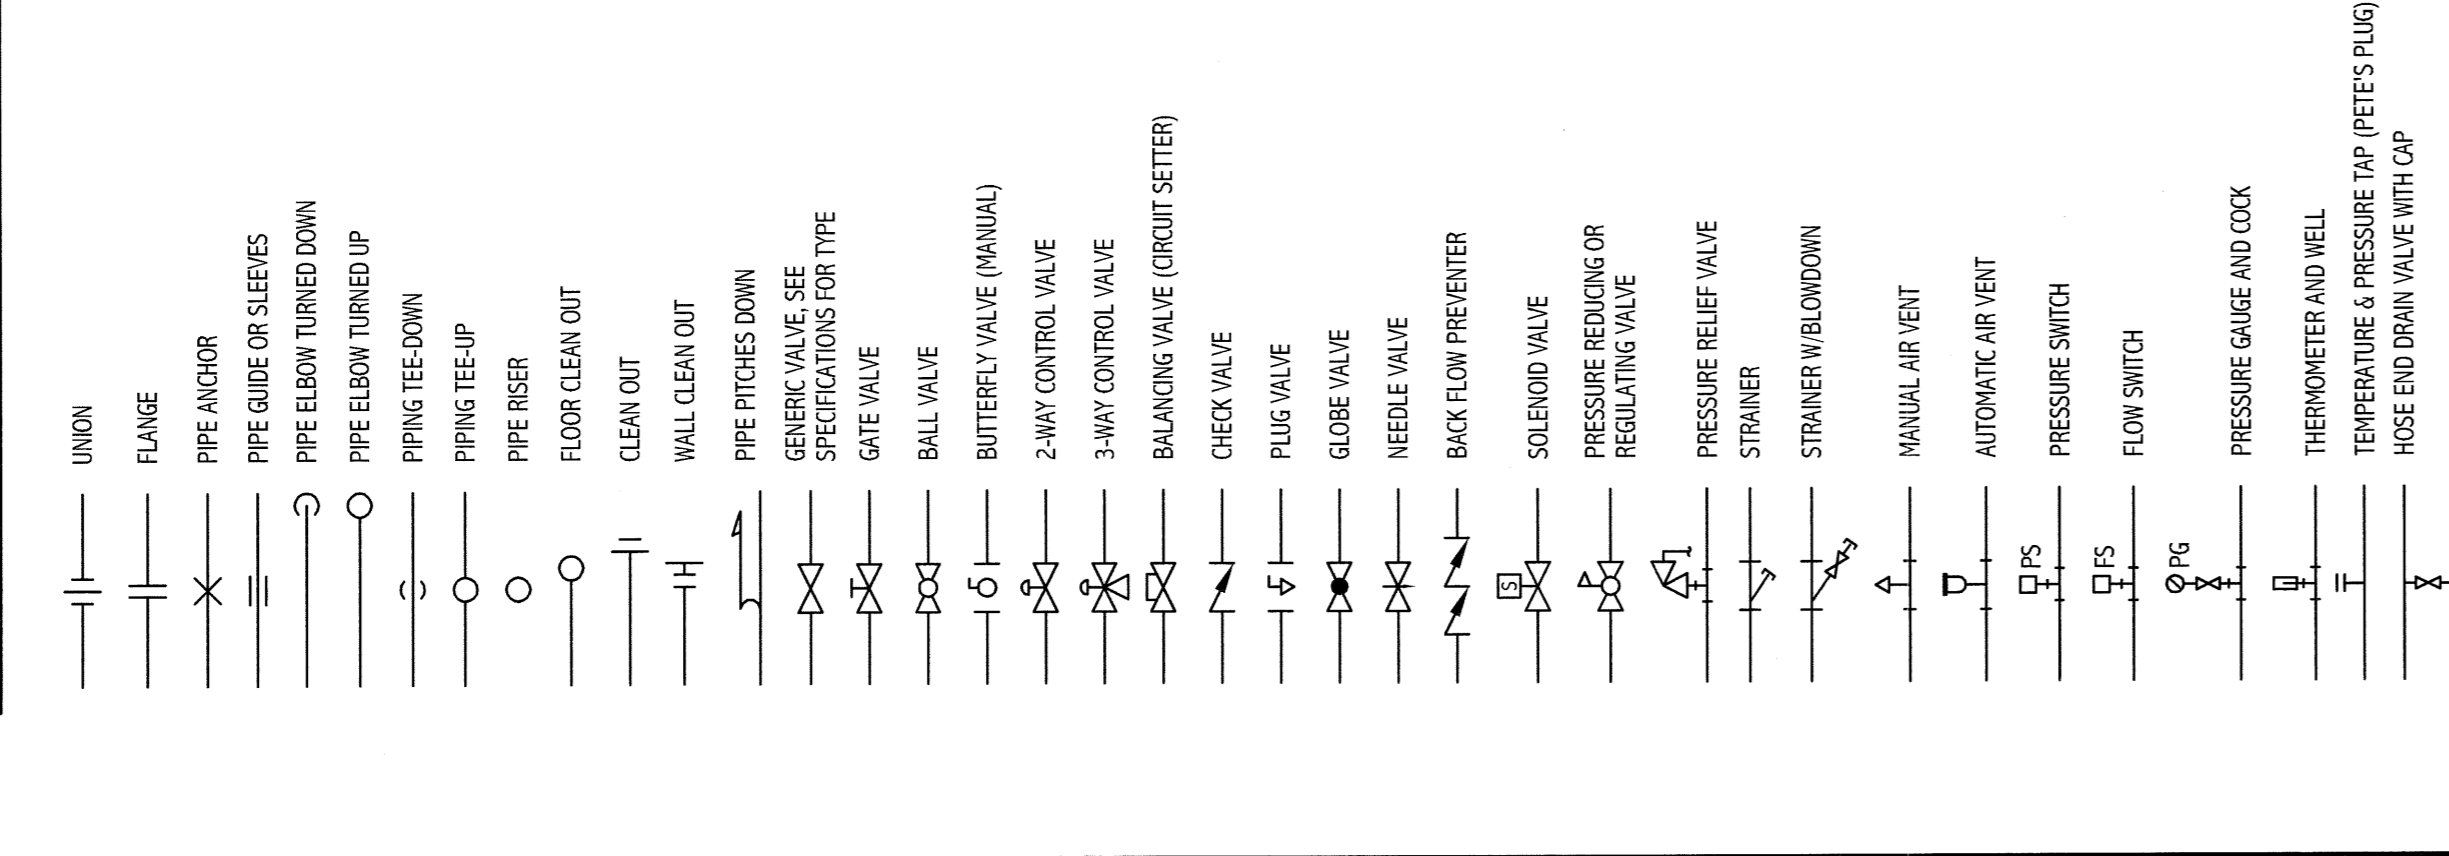 UNION
FLANGE
PIPE ANCHOR
PIPE GUIDE OR SLEEVES
PIPE ELBOW TURNED DOWN
PIPE ELBOW TURNED UP
PIPING TEE-DOWN
PIPING TEE-UP
PIPE RISER
FLOOR CLEAN OUT
CLEAN OUT
WALL CLEAN OUT
PIPE PITCHES DOWN
GENERIC VALVE, SEE
SPECIFICATIONS FOR TYPE
GATE VALVE
BALL VALVE
BUTTERFLY VALVE (MANUAL)
2-WAY CONTROL VALVE
3-WAY CONTROL VALVE
BALANCING VALVE (CIRCUIT SETTER)
CHECK VALVE
PLUG VALVE
GLOBE VALVE
NEEDLE VALVE
BACK FLOW PREVENTER
S
SOLENOID VALVE
PRESSURE REDUCING OR
REGULATING VALVE
PRESSURE RELIEF VALVE
STRAINER
STRAINER W/BLOWDOWN
MANUAL AIR VENT
AUTOMATIC AIR VENT
PS
PRESSURE SWITCH
FS
FLOW SWITCH
PG
PRESSURE GAUGE AND COCK
THERMOMETER AND WELL
TEMPERATURE & PRESSURE TAP (PETE'S PLUG)
HOSE END DRAIN VALVE WITH CAP